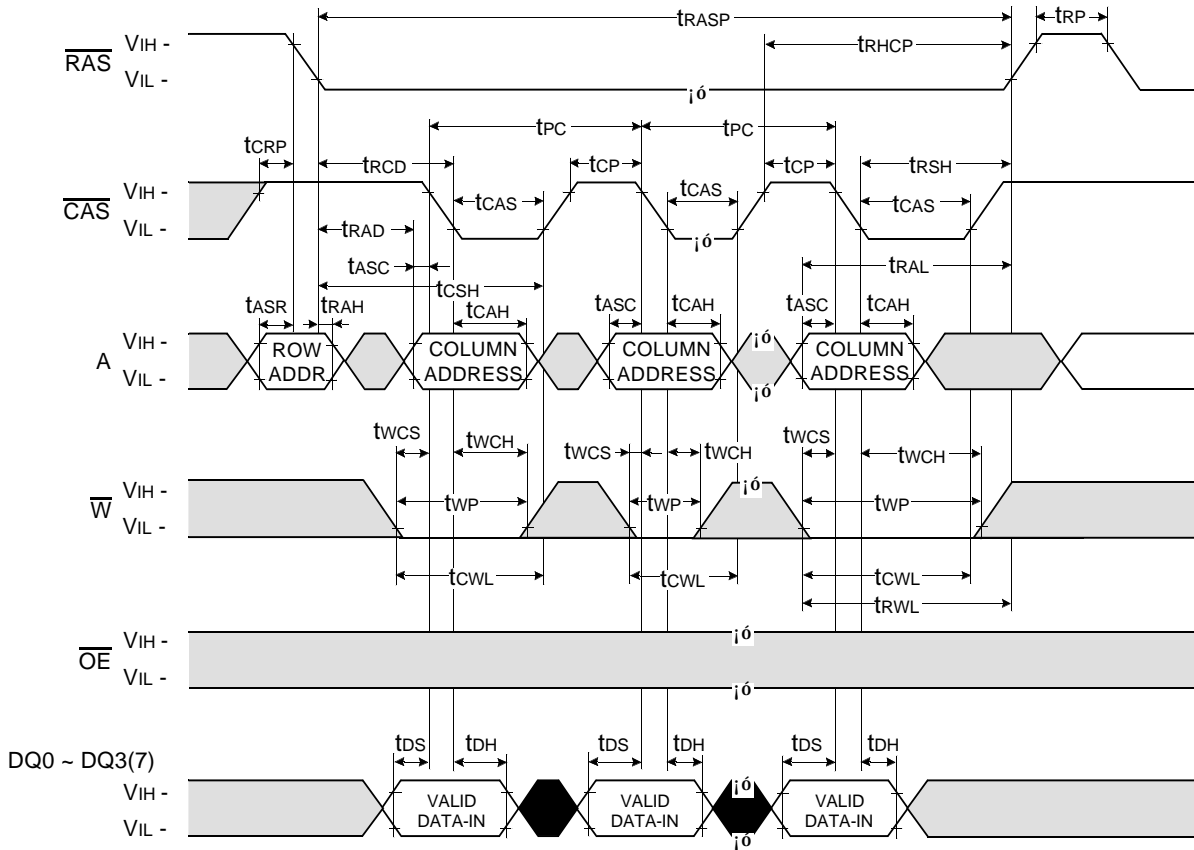 tRASP
tRP
tRHCP
RAS
VIH -
VIL -
¡ó
tPC
tPC
tCRP
tRCD
tCP
tCP
tRSH
CAS
VIH -
VIL -
tCAS
tCAS
tCAS
¡ó
tRAD
tASC
tCSH
tRAL
tASR
tRAH
tCAH
tASC
tCAH
tASC
tCAH
A
VIH -
VIL -
ROW
ADDR
COLUMN
ADDRESS
COLUMN
ADDRESS
¡ó
¡ó
COLUMN
ADDRESS
tWCS
tWCH
tWCS
tWCH
tWCS
tWCH
W
VIH -
VIL -
tWP
tWP
¡ó
tWP
tCWL
tCWL
tCWL
tRWL
OE
VIH -
VIL -
¡ó
¡ó
tDS
tDH
tDS
tDH
tDS
tDH
DQ0 ~ DQ3(7)
VIH -
VIL -
VALID
DATA-IN
VALID
DATA-IN
¡ó
¡ó
VALID
DATA-IN